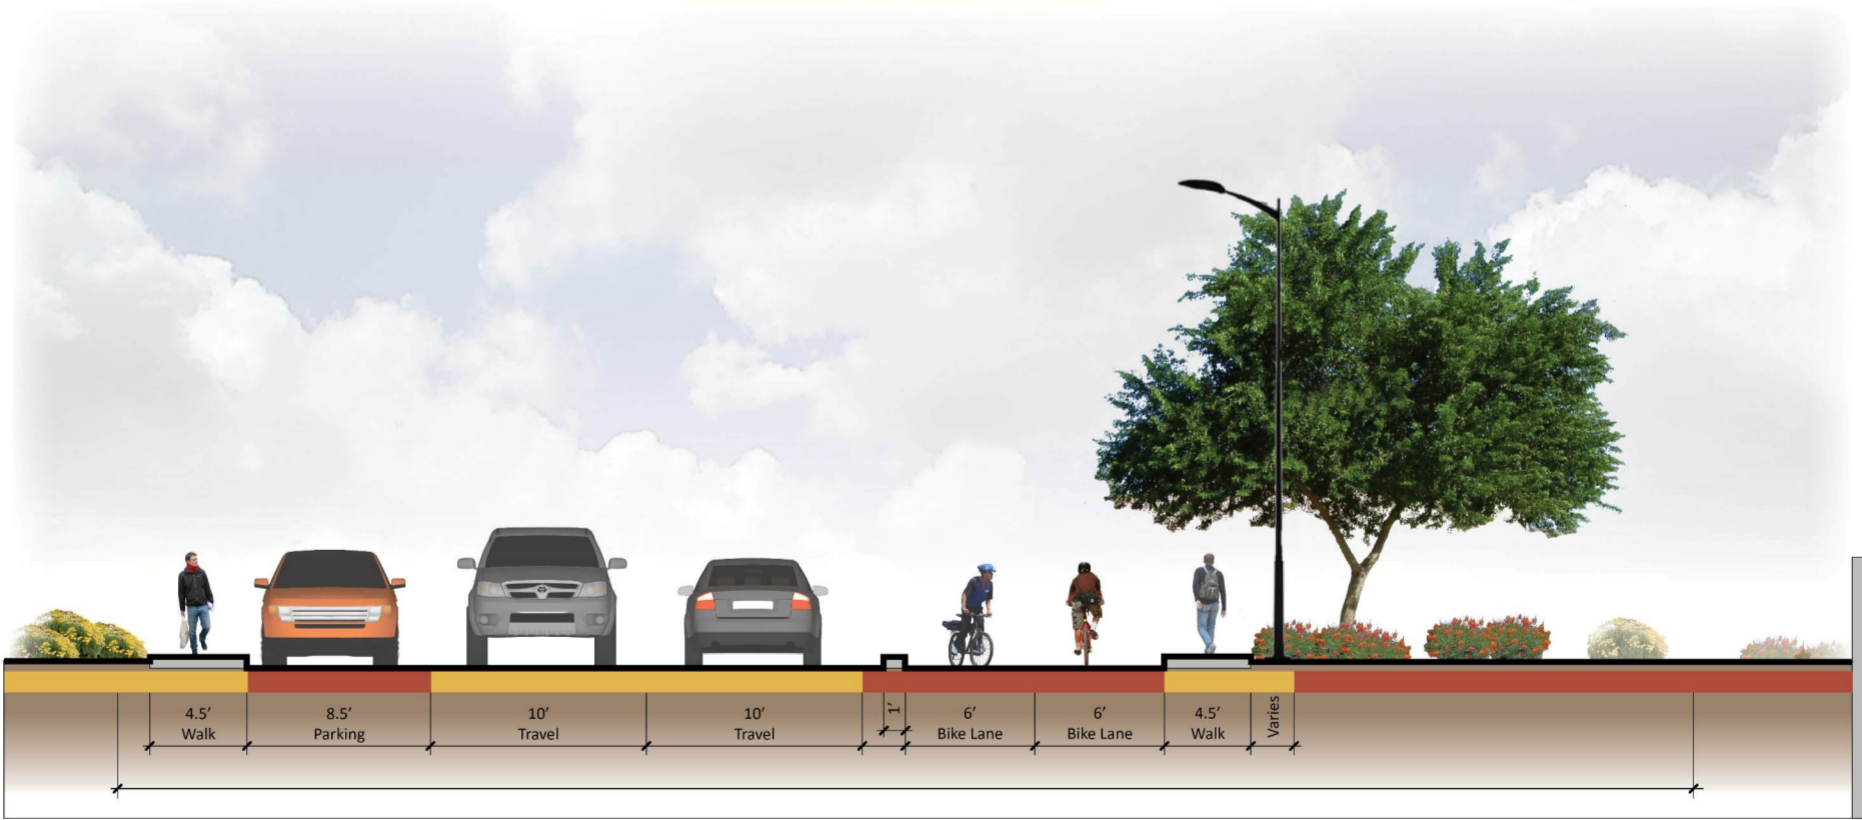 4.5'
Walk
8.5'
Parking
10'
Travel
10'
Travel
1'
6'
Bike Lane
6'
Bike Lane
4.5'
Walk
Varies